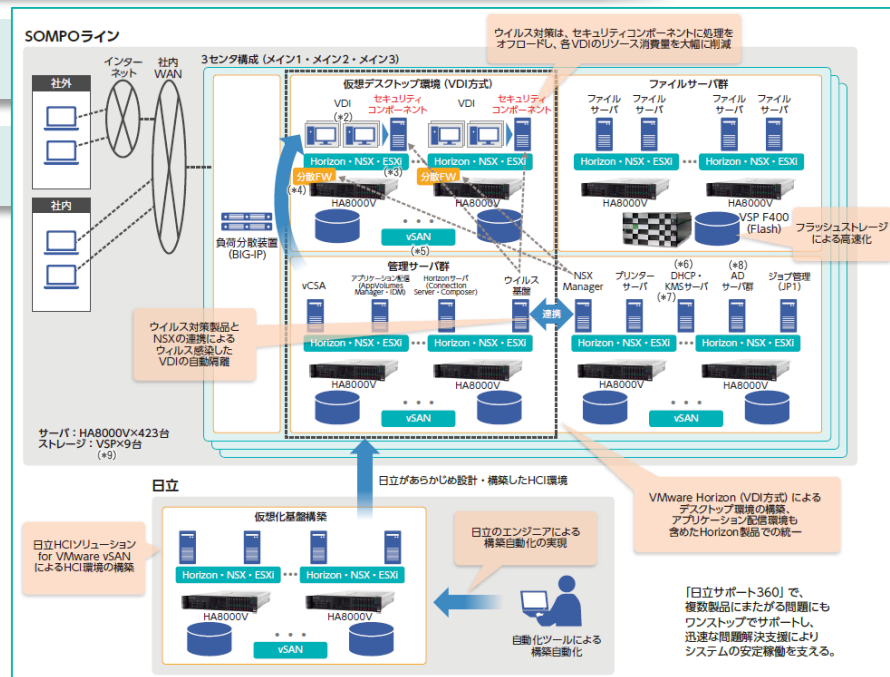 SOMPOライン
社外
社内
インター
ネット
社内
WAN
3センタ構成(メイン1・メイン2・メイン3)
ウイルス対策は、セキュリティコンポーネントに処理を
オフロードし、各VDIのリソース消費量を大幅に削減
仮想デスクトップ環境(VDI方式)
VDI
(*2)
セキュリティ
コンポーネント
VDI
セキュリティ
コンポーネント
Horizon・NSX・ESXi
・・・
Horizon・NSX・ESXi
(*3)
(*4)
分散FW
分散FW
HA8000V
HA8000V
・・・
vSAN
(*5)
負荷分散装置
(BIG-IP)
ファイルサーバ群
ファイル
サーバ
ファイル
サーバ
ファイル
サーバ
ファイル
サーバ
Horizon・NSX・ESXi
・・・
Horizon・NSX・ESXi
HA8000V
HA8000V
VSP F400
(Flash)
フラッシュストレージ
による高速化
管理サーバ群
vCSA
アプリケーション配信
(AppVolumes
Manager・IDM)
Horizonサーバ
(Connection
Server・Composer)
ウイルス
基盤
連携
Horizon・NSX・ESXi
・・・
Horizon・NSX・ESXi
HA8000V
HA8000V
・・・
vSAN
NSX
Manager
プリンター
サーバ
(*6)
DHCP・
KMSサーバ
(*7)
(*8)
AD
サーバ群
ジョブ管理
(JP1)
Horizon・NSX・ESXi
・・・
Horizon・NSX・ESXi
HA8000V
HA8000V
・・・
vSAN
ウイルス対策製品と
NSXの連携による
ウィルス感染した
VDIの自動隔離
サーバ:HA8000V×423台
ストレージ:VSP×9台
(*9)
日立があらかじめ設計・構築したHCI環境
日立
仮想化基盤構築
Horizon・NSX・ESXi
・・・
Horizon・NSX・ESXi
HA8000V
HA8000V
・・・
vSAN
日立HCIソリューション
for VMware vSAN
によるHCI環境の構築
日立のエンジニアによる
構築自動化の実現
自動化ツールによる
構築自動化
VMware Horizon(VDI方式)による
デスクトップ環境の構築、
アプリケーション配信環境も
含めたHorizon製品での統一
「日立サポート360」で、
複数製品にまたがる問題にも
ワンストップでサポートし、
迅速な問題解決支援により
システムの安定稼働を支える。